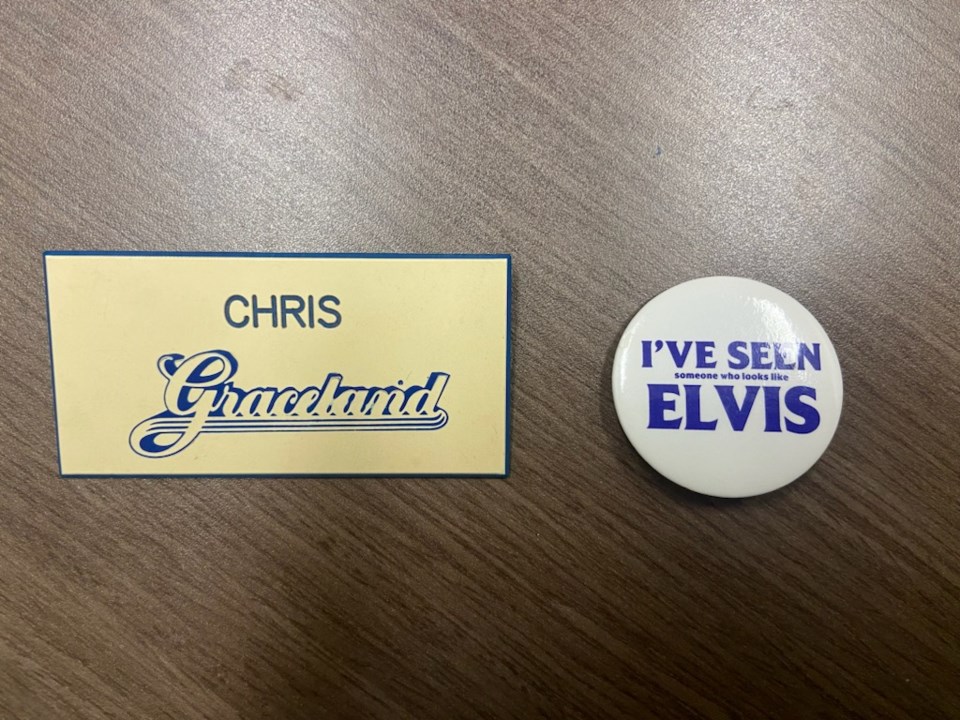 CHRIS
Graceland
I'VE SEEN
someone who looks like
ELVIS